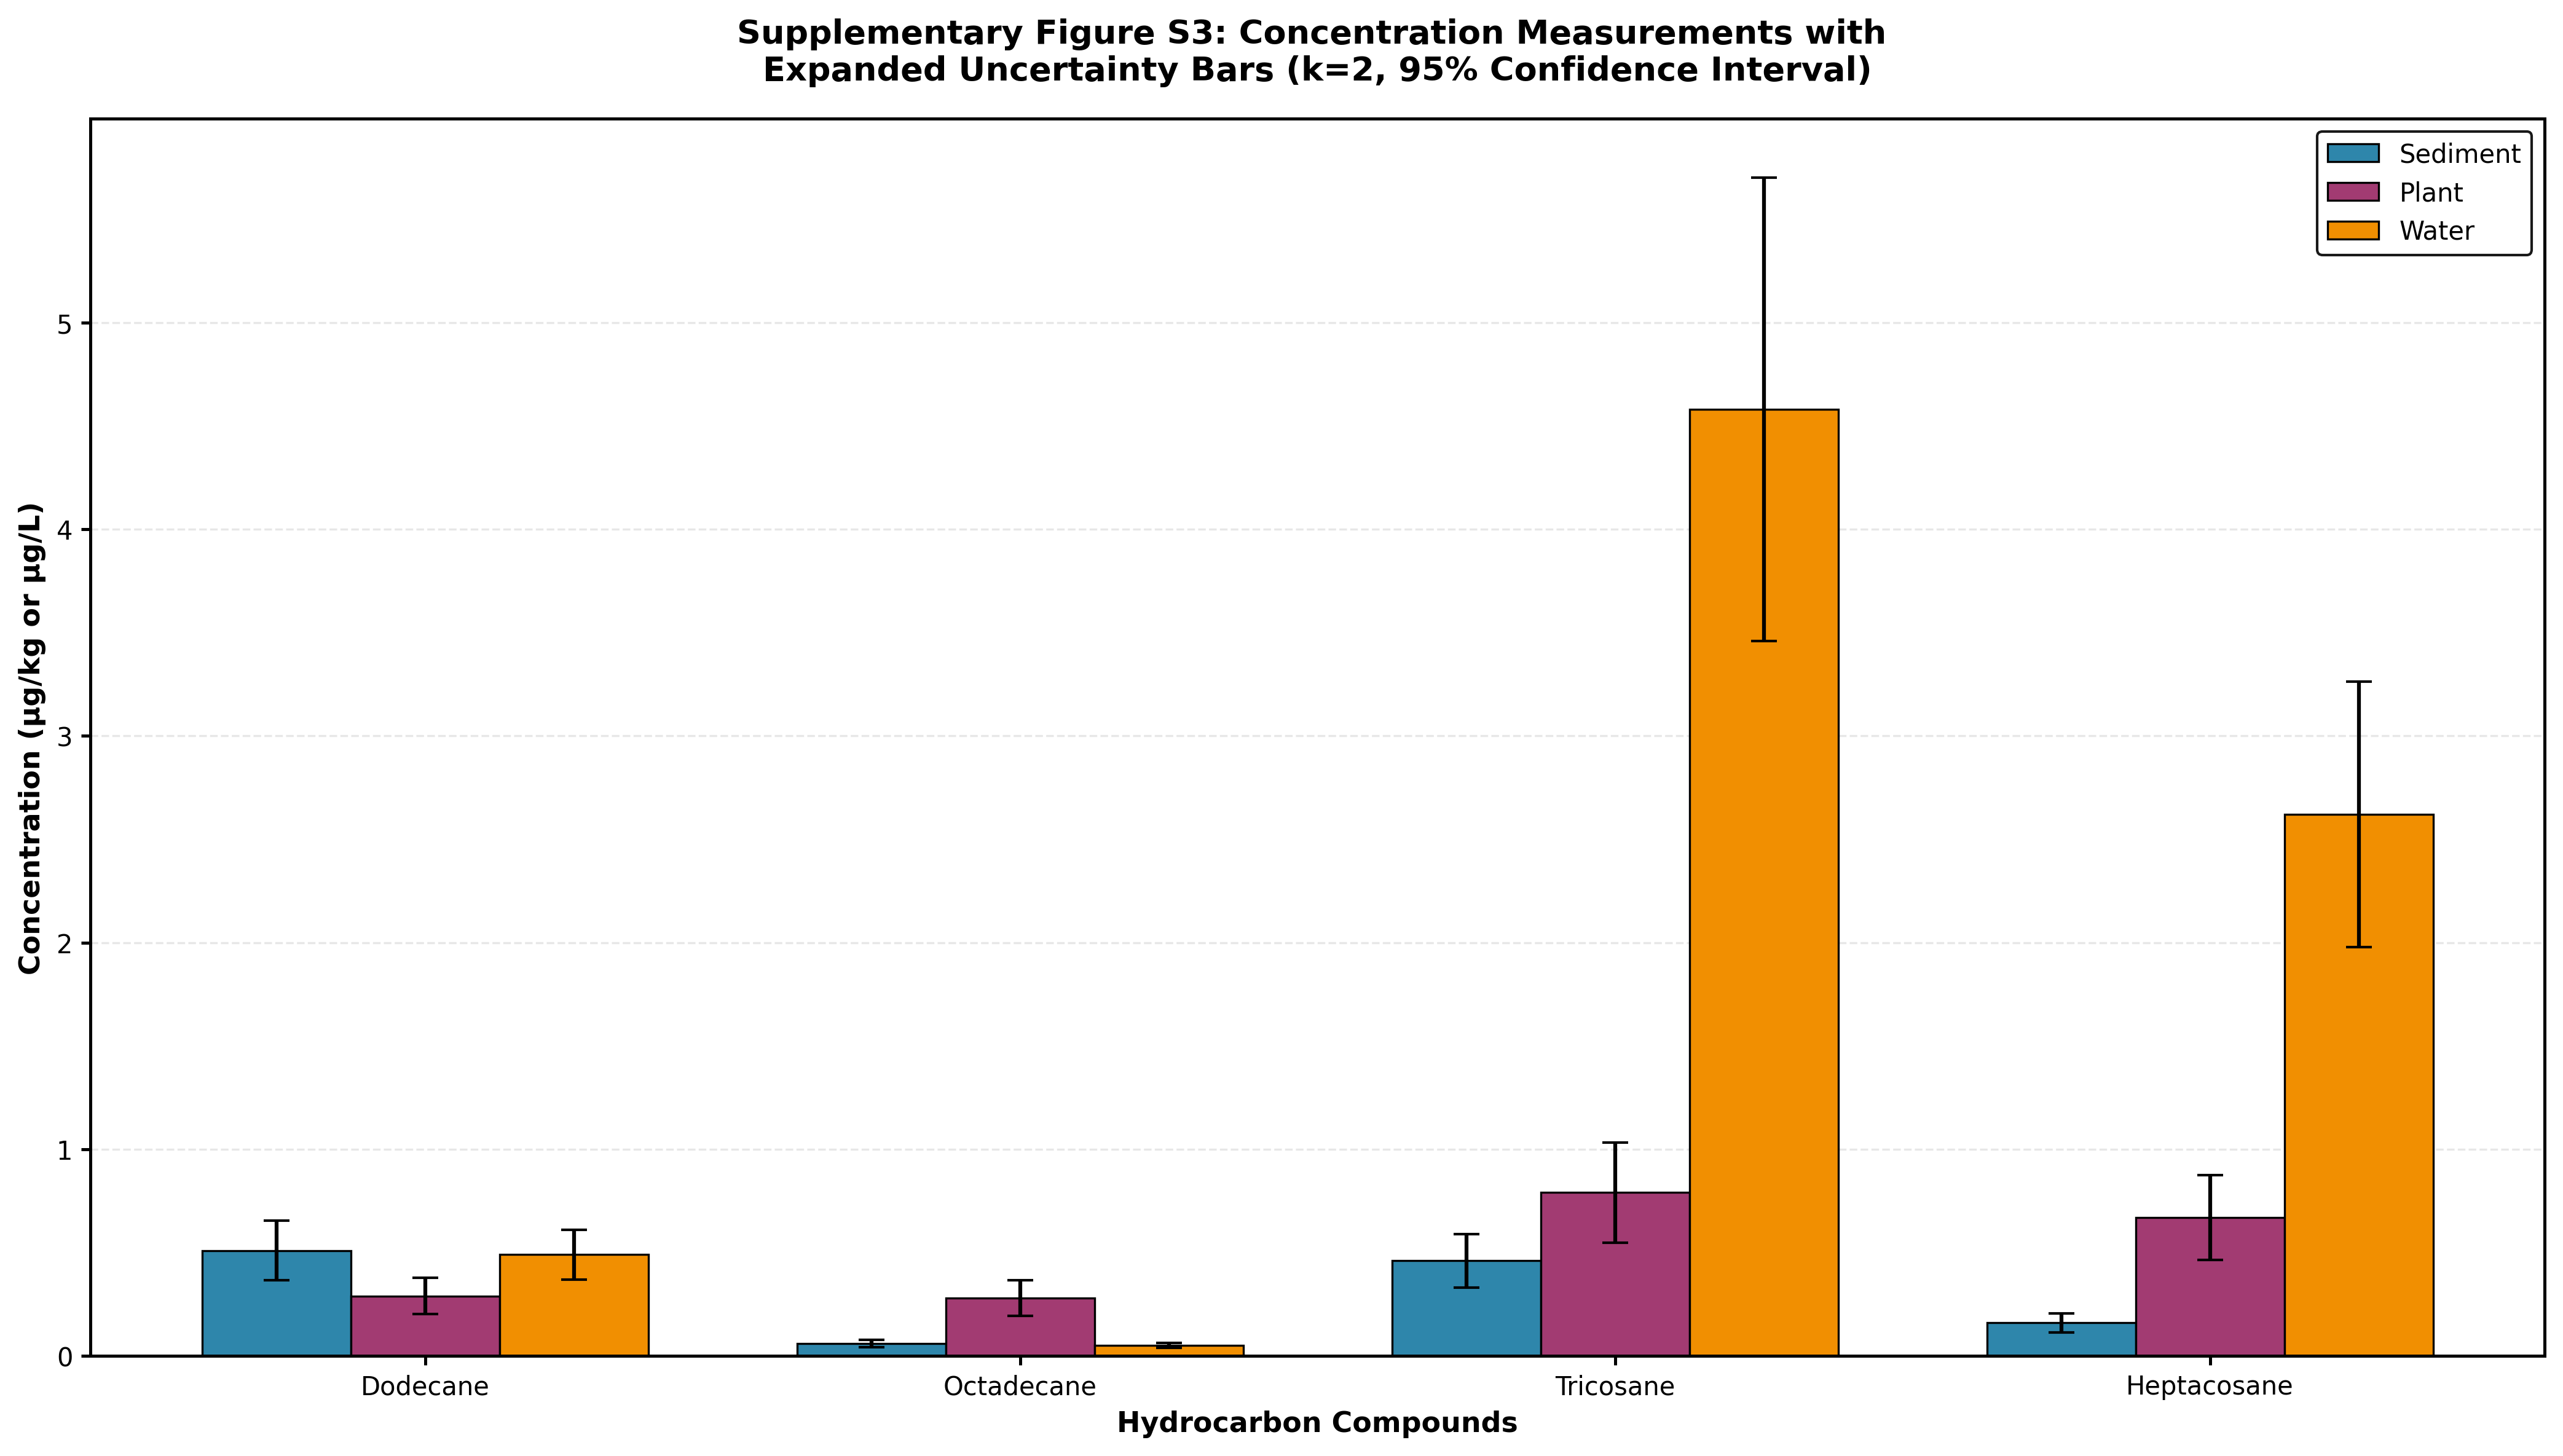 Supplementary Figure S3: Concentration Measurements with
Expanded Uncertainty Bars (k=2, 95% Confidence Interval)
Sediment
Plant
Water
Concentration (µg/kg or µg/L)
5
4
3
2
1
0
Dodecane
Octadecane
Tricosane
Heptacosane
Hydrocarbon Compounds